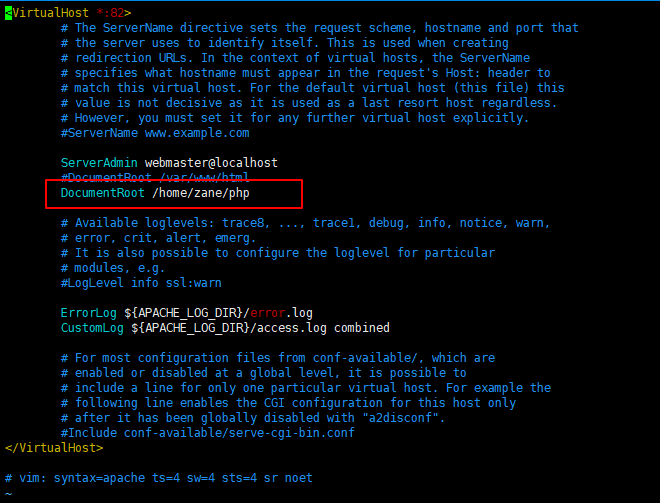 <VirtualHost *:82>
# The ServerName directive sets the request scheme, hostname and port that
# the server uses to identify itself. This is used when creating
# redirection URLs. In the context of virtual hosts, the ServerName
# specifies what hostname must appear in the request's Host: header to
# match this virtual host. For the default virtual host (this file) this
# value is not decisive as it is used as a last resort host regardless.
# However, you must set it for any further virtual host explicitly.
#ServerName www.example.com
ServerAdmin webmaster@localhost
#DocumentRoot /var/www/html
DocumentRoot /home/zane/php
# Available loglevels: trace8, ..., trace1, debug, info, notice, warn,
# error, crit, alert, emerg.
# It is also possible to configure the loglevel for particular
# modules, e.g.
#LogLevel info ssl:warn
ErrorLog ${APACHE_LOG_DIR}/error.log
CustomLog ${APACHE_LOG_DIR}/access.log combined
# For most configuration files from conf-available/, which are
# enabled or disabled at a global level, it is possible to
# include a line for only one particular virtual host. For example the
# following line enables the CGI configuration for this host only
# after it has been globally disabled with "a2disconf".
#Include conf-available/serve-cgi-bin.conf
</VirtualHost>
# vim: syntax=apache ts=4 sw=4 sts=4 sr noet
~